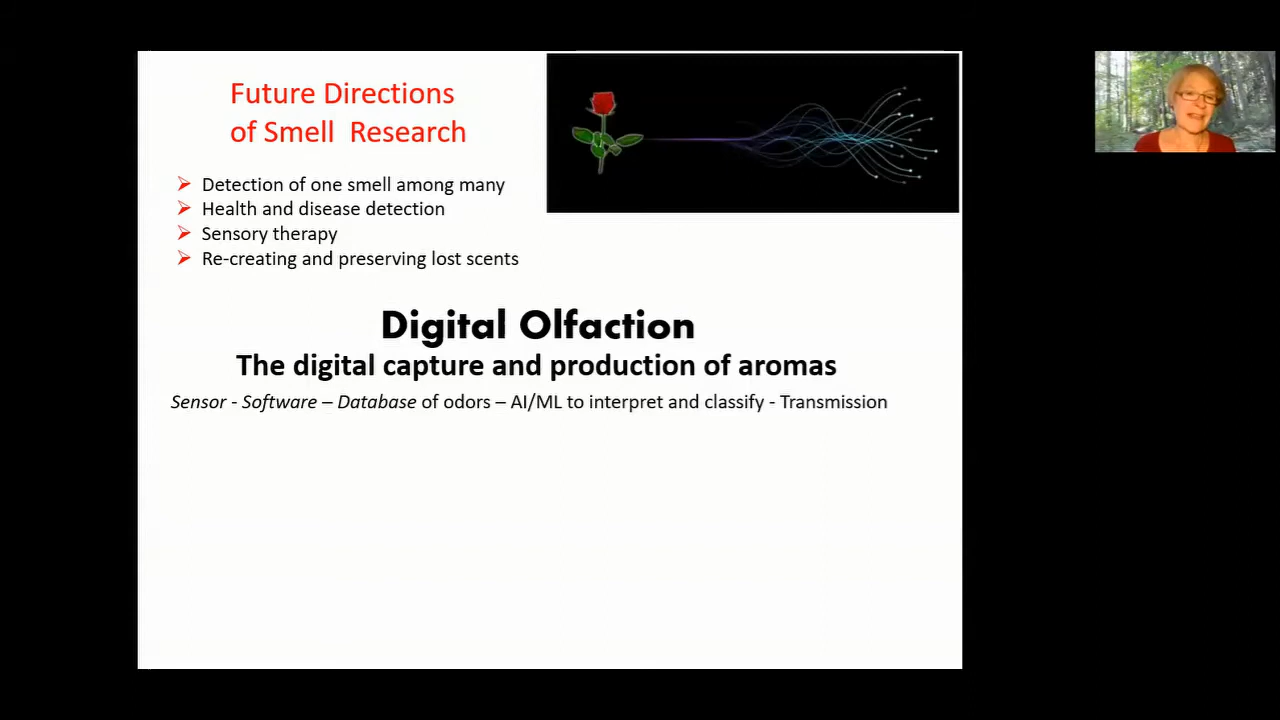 Future Directions
of Smell Research
Detection of one smell among many
Health and disease detection
Sensory therapy
Re-creating and preserving lost scents
Digital Olfaction
The digital capture and production of aromas
Sensor - Software – Database of odors – AI/ML to interpret and classify - Transmission